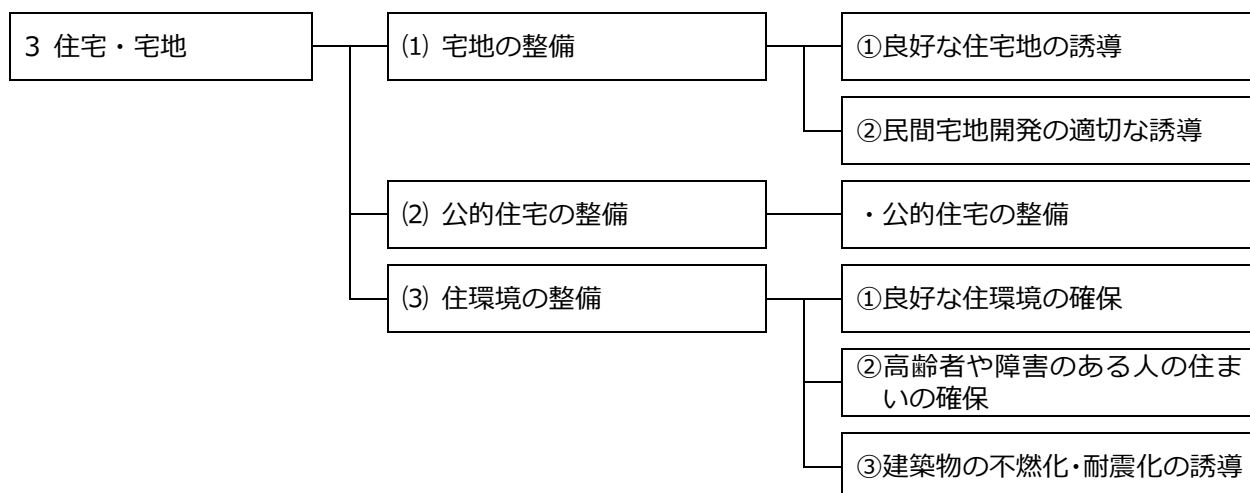 3 住宅・宅地
⑴ 宅地の整備
①良好な住宅地の誘導
②民間宅地開発の適切な誘導
⑵ 公的住宅の整備
・公的住宅の整備
⑶ 住環境の整備
①良好な住環境の確保
②高齢者や障害のある人の住ま
いの確保
③建築物の不燃化・耐震化の誘導